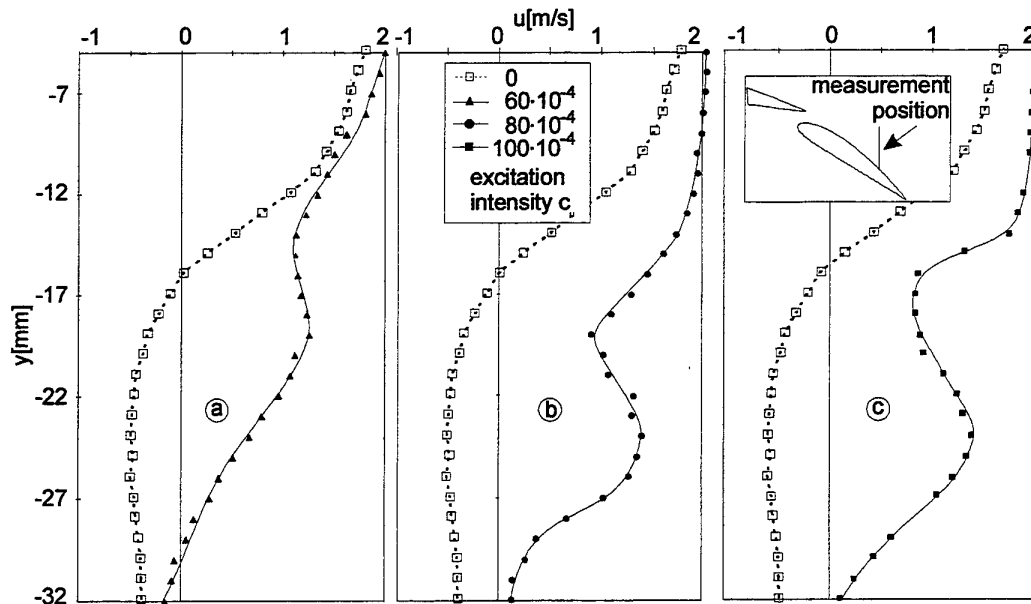 u[m/s]
-1 0 1 2 -1 0 1 2 -1 0 1 2
-7
-12
-17
-22
-27
-32
y[mm]
0
60·10⁻⁴
80·10⁻⁴
100·10⁻⁴
excitation
intensity cμ
measurement
position
a
b
c